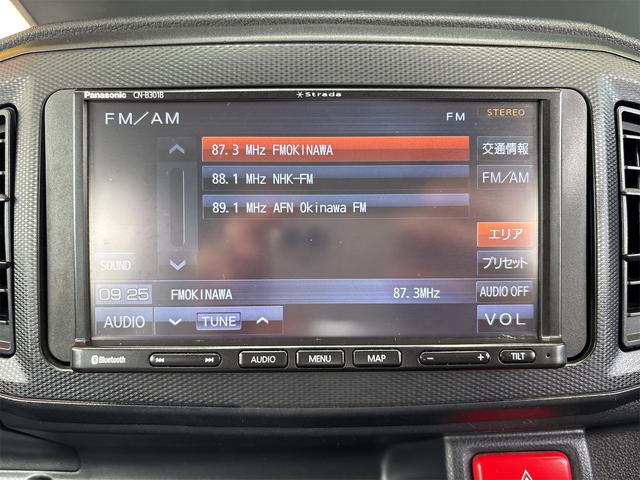 Panasonic CN-B301B Strada
FM/AM FM STEREO
87.3 MHz FMOKINAWA 交通情報
88.1 MHz NHK-FM FM/AM
89.1 MHz AFN Okinawa FM
エリア
SOUND プリセット
09 25 FMOKINAWA 87.3MHz AUDIO OFF
AUDIO TUNE VOL
Bluetooth AUDIO MENU MAP − + TILT